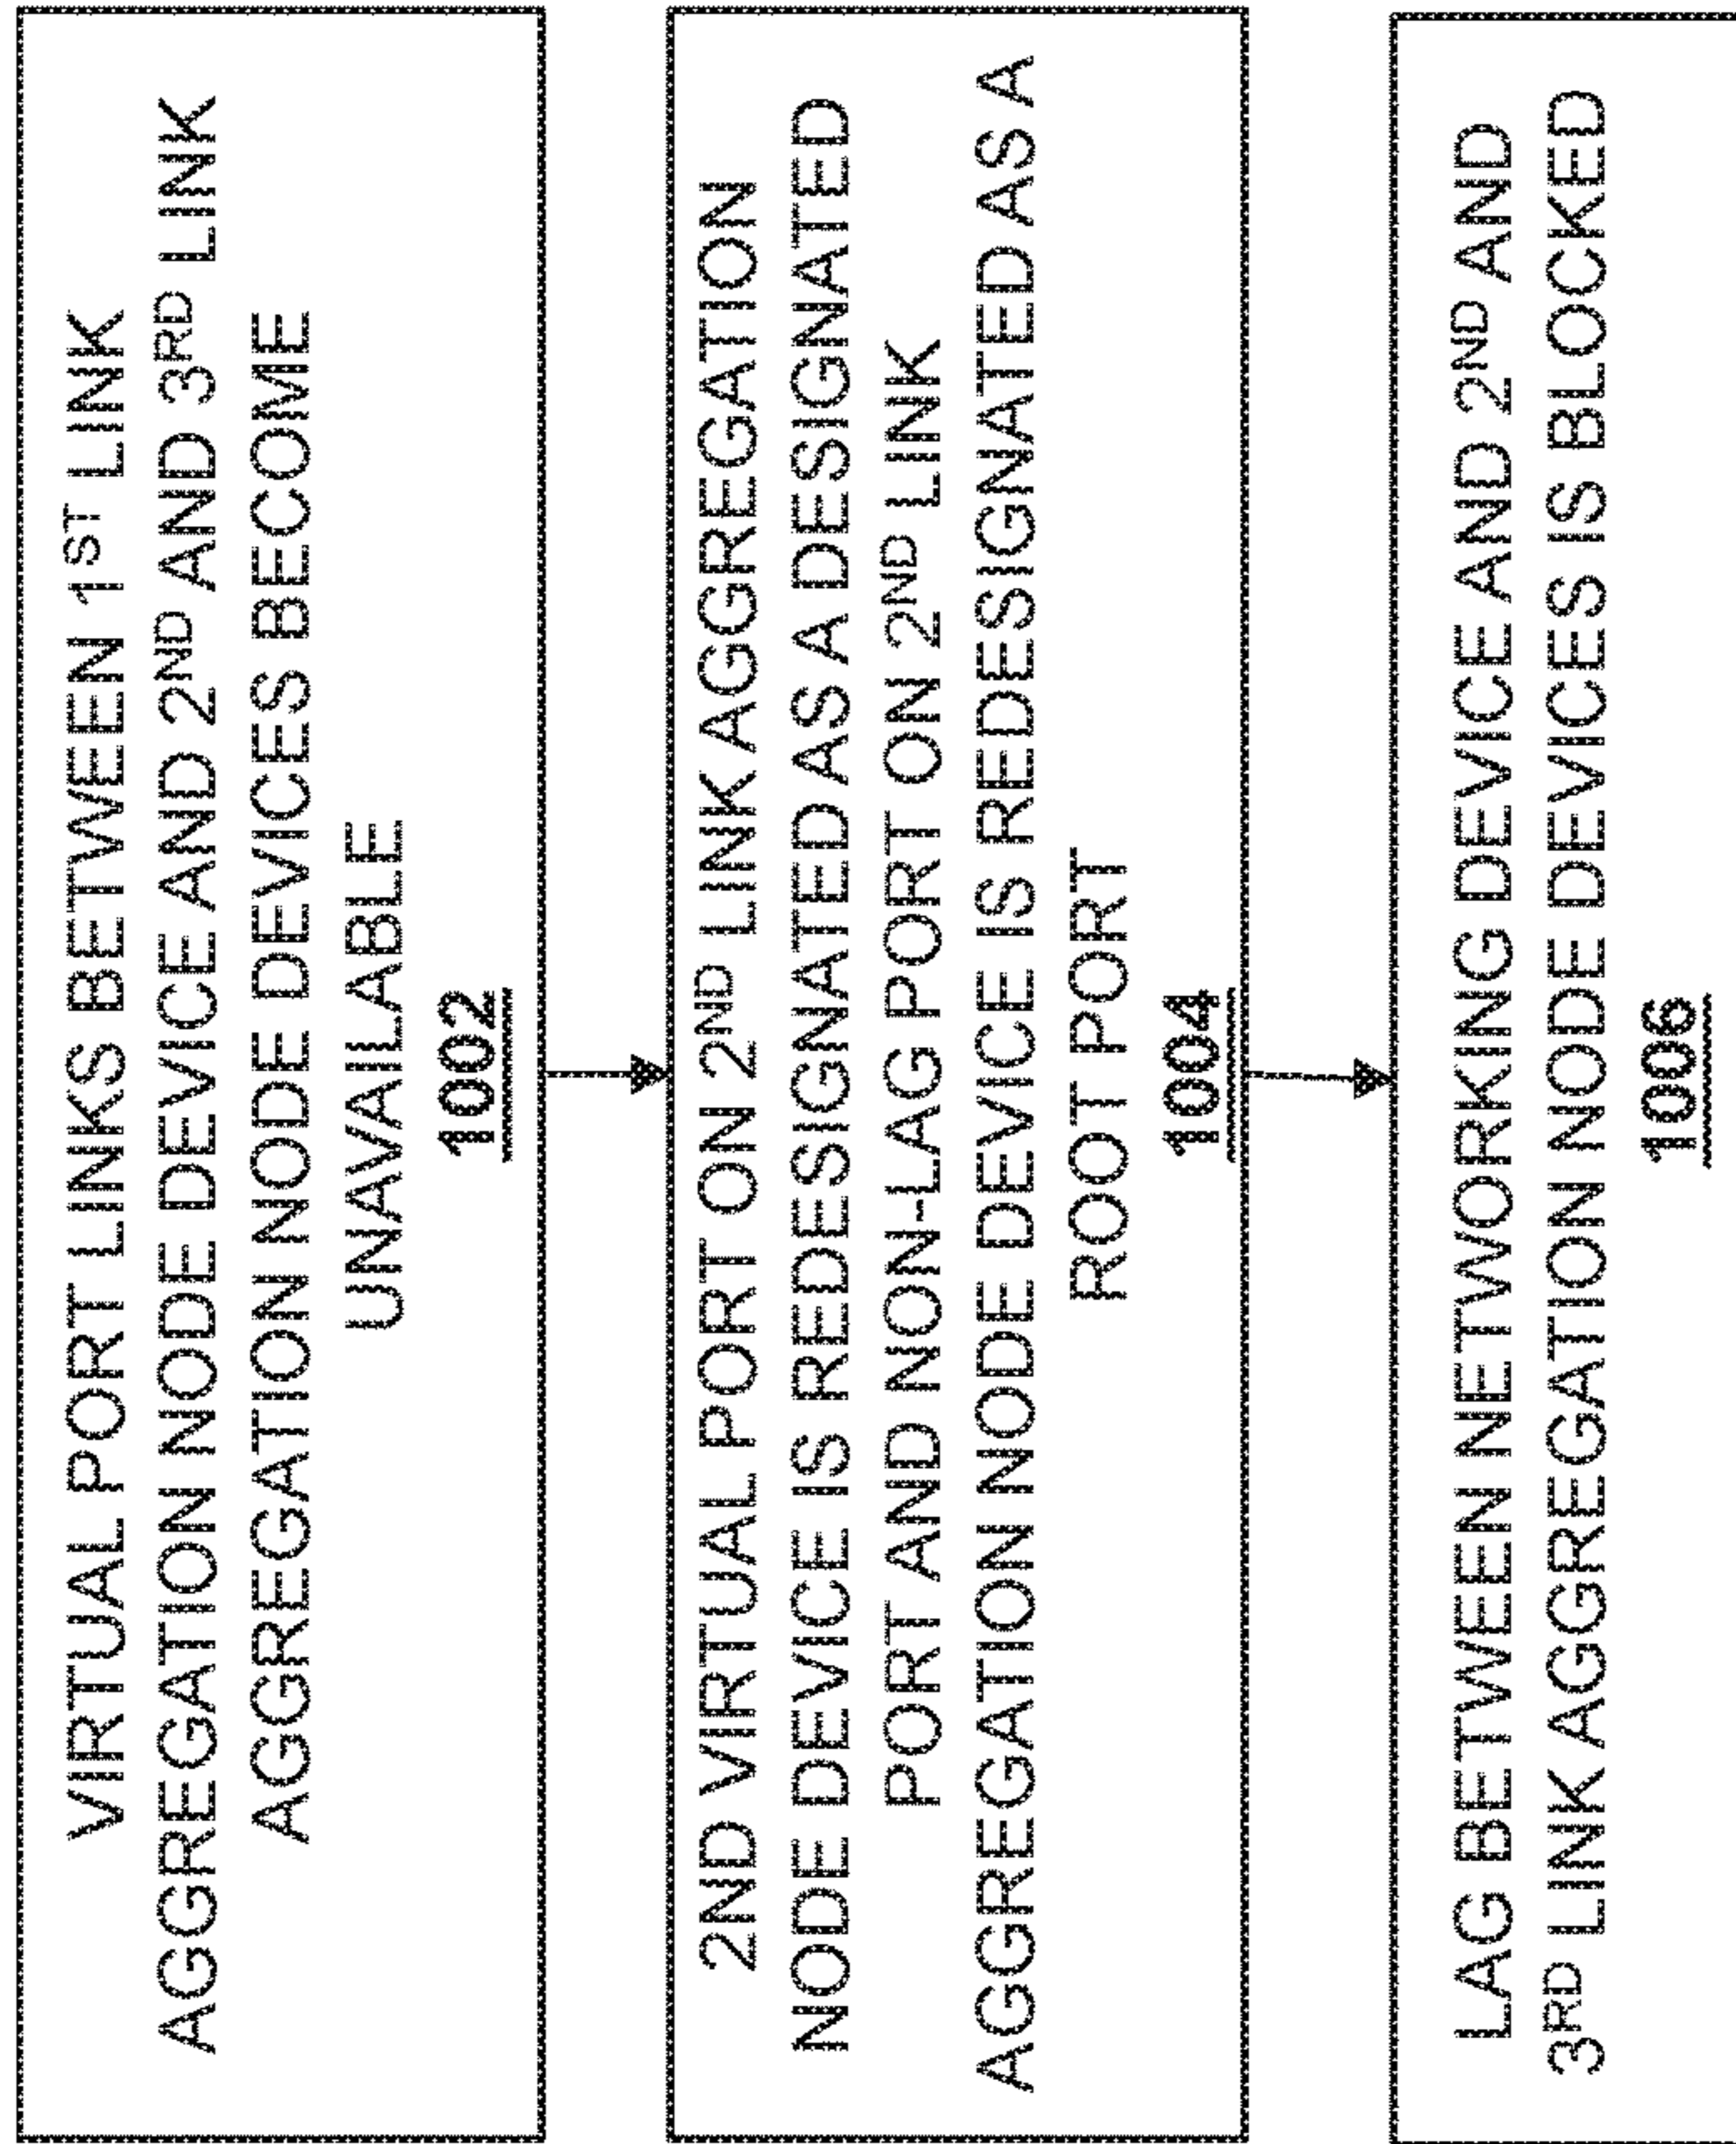 VIRTUAL PORT LINKS BETWEEN 1ST LINK
AGGREGATION NODE DEVICE AND 2ND AND 3RD LINK
AGGREGATION NODE DEVICES BECOME
UNAVAILABLE
1002
2ND VIRTUAL PORT ON 2ND LINK AGGREGATION
NODE DEVICE IS REDESIGNATED AS A DESIGNATED
PORT AND NON-LAG PORT ON 2ND LINK
AGGREGATION NODE DEVICE IS REDESIGNATED AS A
ROOT PORT
1004
LAG BETWEEN NETWORKING DEVICE AND 2ND AND
3RD LINK AGGREGATION NODE DEVICES IS BLOCKED
1006